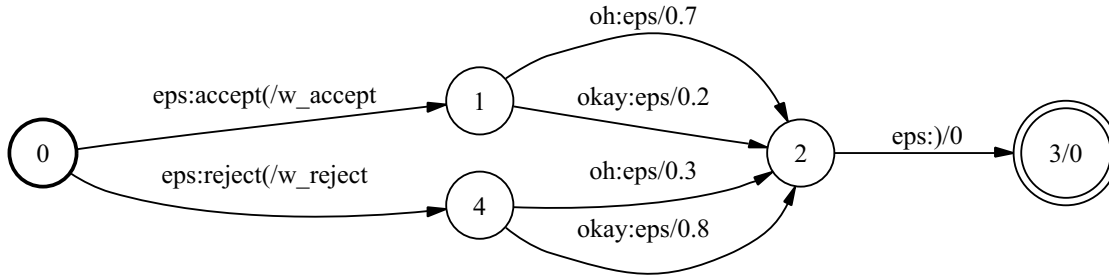 oh:eps/0.7
eps:accept(/w_accept
1
okay:eps/0.2
0
2
eps:)/0
3/0
eps:reject(/w_reject
oh:eps/0.3
4
okay:eps/0.8